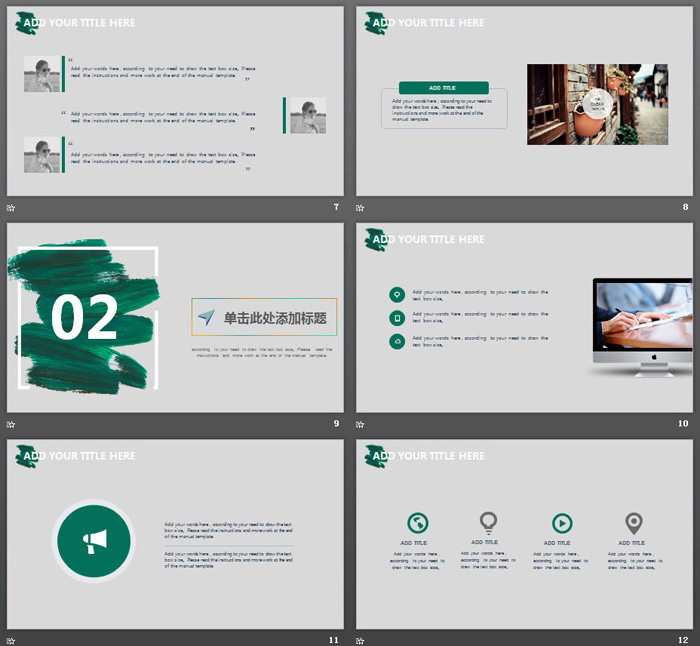 ADD YOUR TITLE HERE
“
Add your words here, according to your need to draw the text box size, Please
read the instructions and more work at the end of the manual template.
”
“
Add your words here, according to your need to draw the text box size, Please
read the instructions and more work at the end of the manual template.
”
“
Add your words here, according to your need to draw the text box size, Please
read the instructions and more work at the end of the manual template.
”
7
ADD YOUR TITLE HERE
ADD TITLE
Add your words here, according to your need to
draw the text box size, Please read the
instructions and more work at the end of the
manual template.
8
02
单击此处添加标题
according to your need to draw the text box size, Please read the
instructions and more work at the end of the manual template.
9
ADD YOUR TITLE HERE
Add your words here, according to your need to draw the
text box size,
Add your words here, according to your need to draw the
text box size,
Add your words here, according to your need to draw the
text box size,
10
ADD YOUR TITLE HERE
Add your words here, according to your need to draw the text
box size, Please read the instructions and more work at the end
of the manual template.
Add your words here, according to your need to draw the text
box size, Please read the instructions and more work at the end
of the manual template.
11
ADD YOUR TITLE HERE
ADD TITLE
Add your words here,
according to your need to
draw the text box size,
ADD TITLE
Add your words here,
according to your need to
draw the text box size,
ADD TITLE
Add your words here,
according to your need to
draw the text box size,
ADD TITLE
Add your words here,
according to your need to
draw the text box size,
12